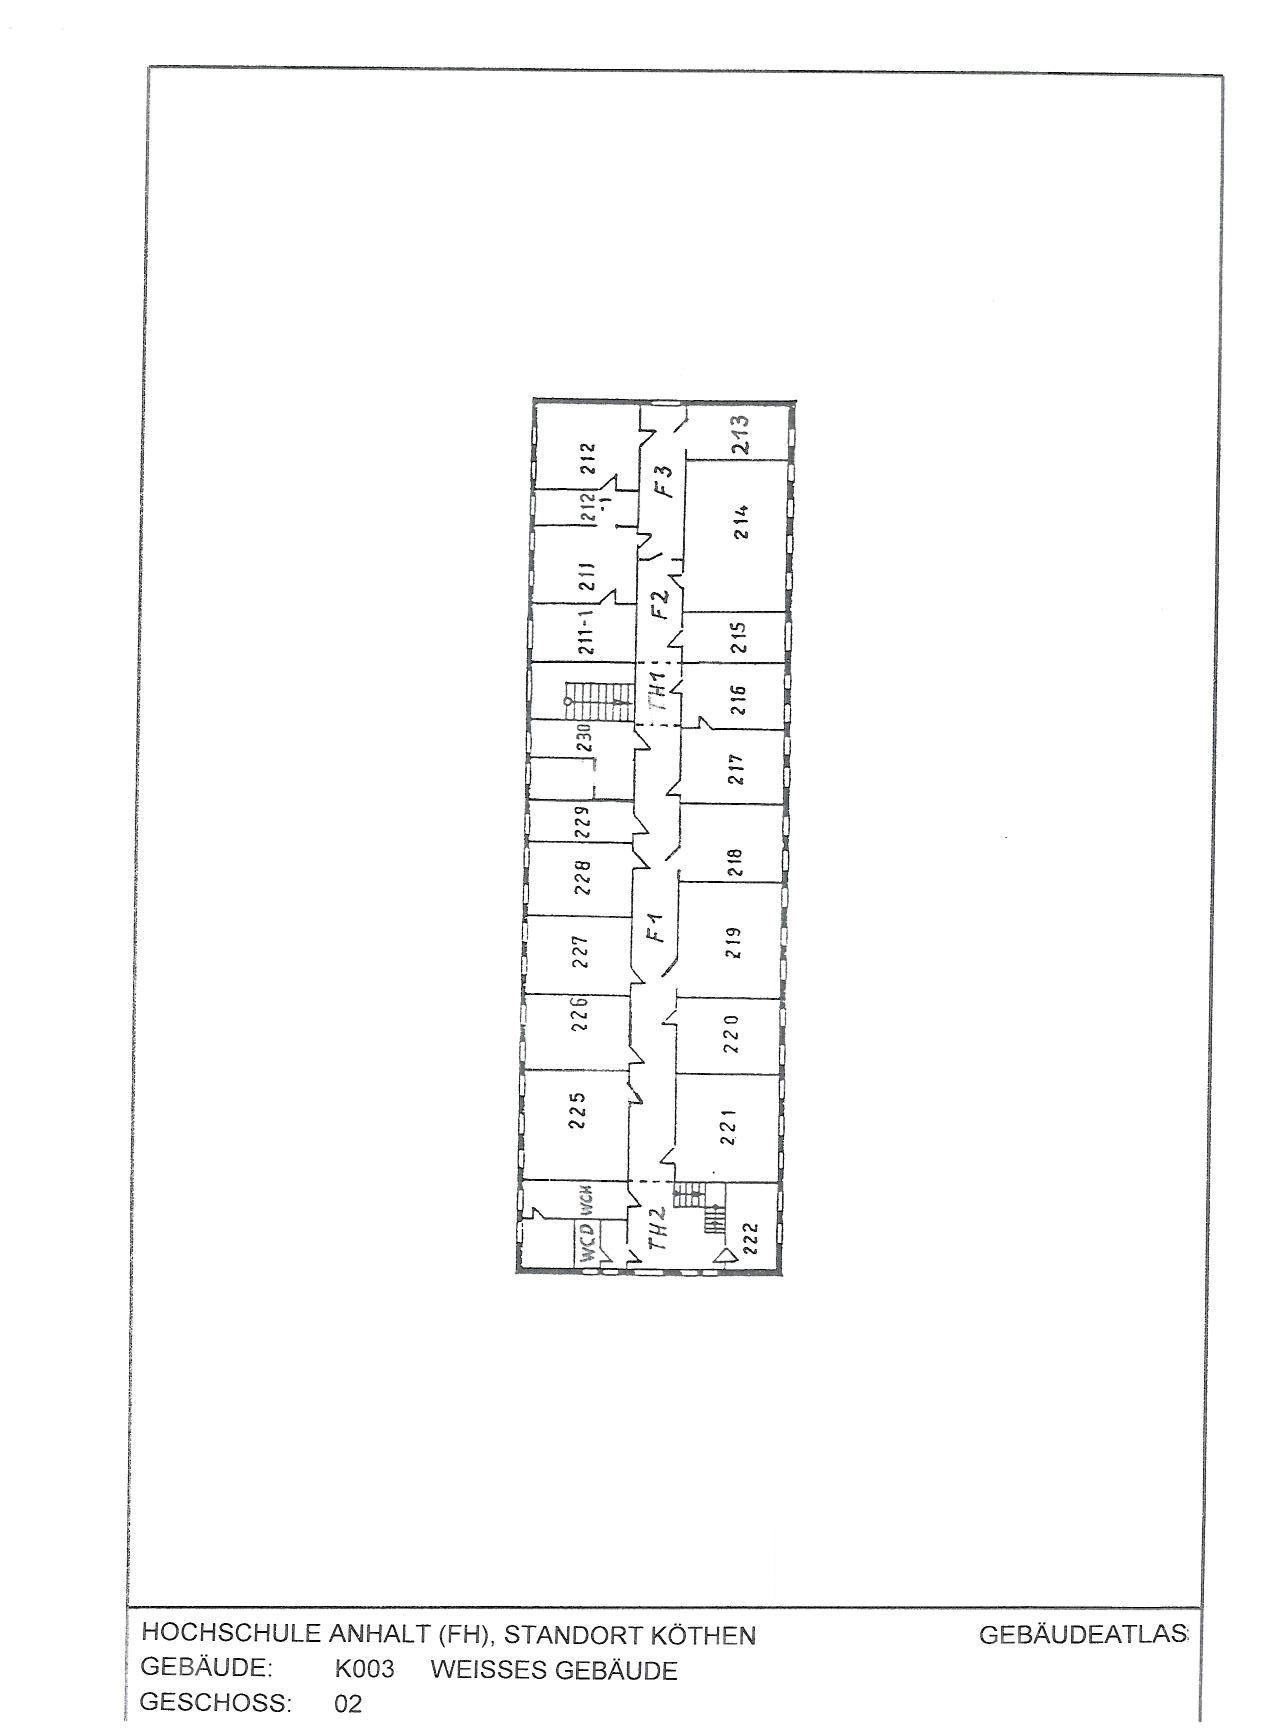 212
213
F3
212
-1
214
211
F2
211-1
215
TH1
216
230
217
229
218
228
F1
219
227
226
220
225
221
WCH
WCD
TH2
222
HOCHSCHULE ANHALT (FH), STANDORT KÖTHEN GEBÄUDEATLAS
GEBÄUDE: K003 WEISSES GEBÄUDE
GESCHOSS: 02